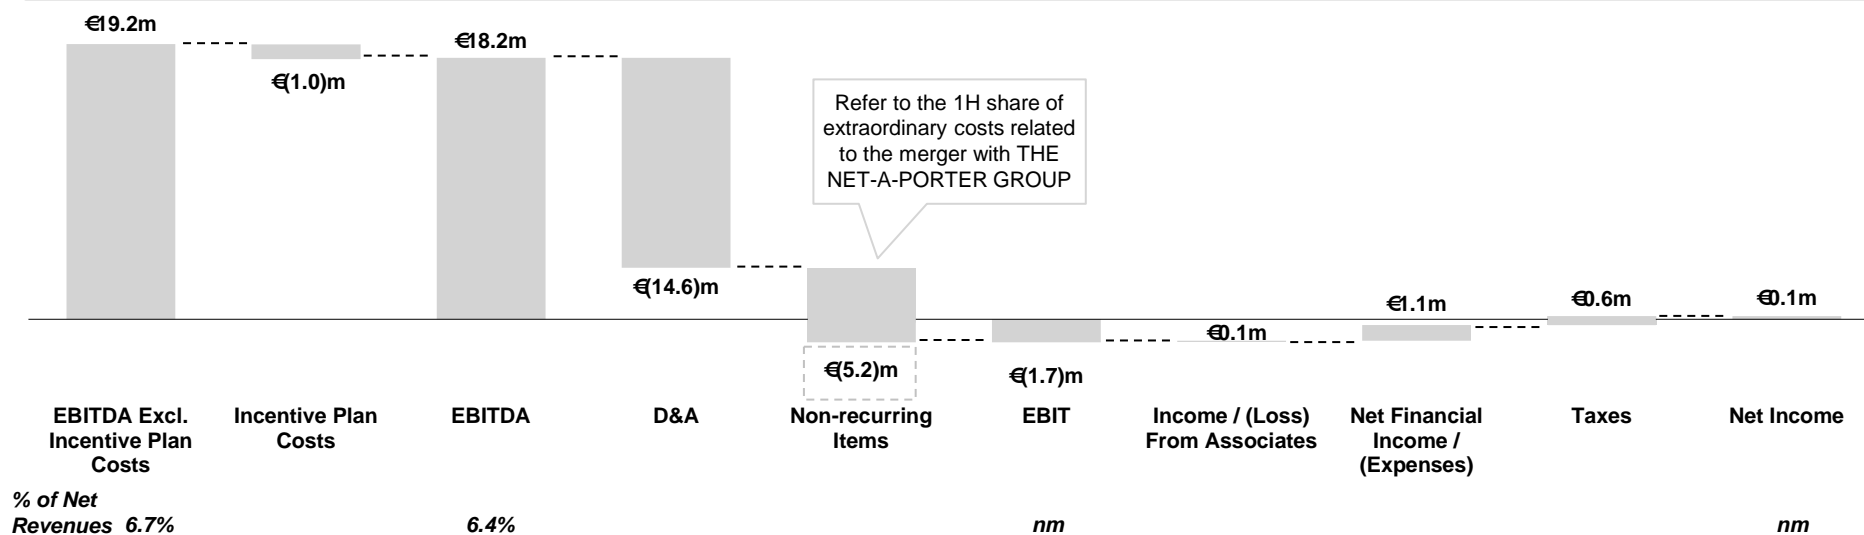 €19.2m
€(1.0)m
€18.2m
€(14.6)m
Refer to the 1H share of
extraordinary costs related
to the merger with THE
NET-A-PORTER GROUP
€(5.2)m
€(1.7)m
€0.1m
€1.1m
€0.6m
€0.1m
EBITDA Excl.
Incentive Plan
Costs
Incentive Plan
Costs
EBITDA
D&A
Non-recurring
Items
EBIT
Income / (Loss)
From Associates
Net Financial
Income /
(Expenses)
Taxes
Net Income
% of Net
Revenues 6.7%
6.4%
nm
nm